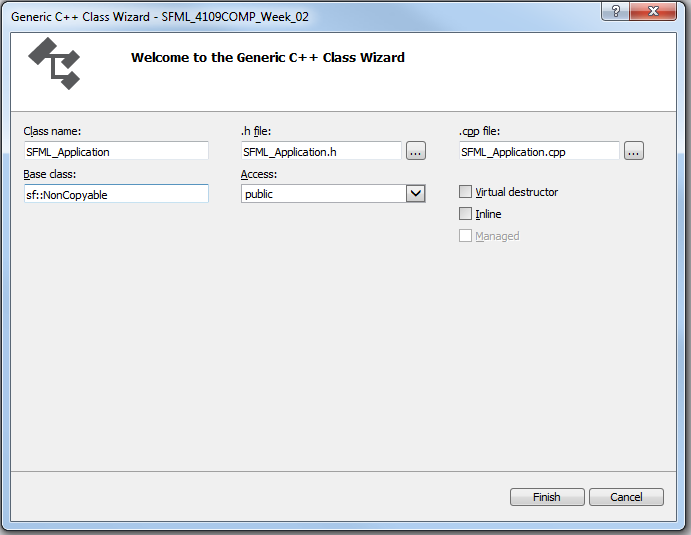 Generic C++ Class Wizard - SFML_4109COMP_Week_02
Welcome to the Generic C++ Class Wizard
Class name: .h file: .cpp file:
SFML_Application SFML_Application.h ... SFML_Application.cpp ...
Base class: Access:
sf::NonCopyable public Virtual destructor
Inline
Managed
Finish Cancel